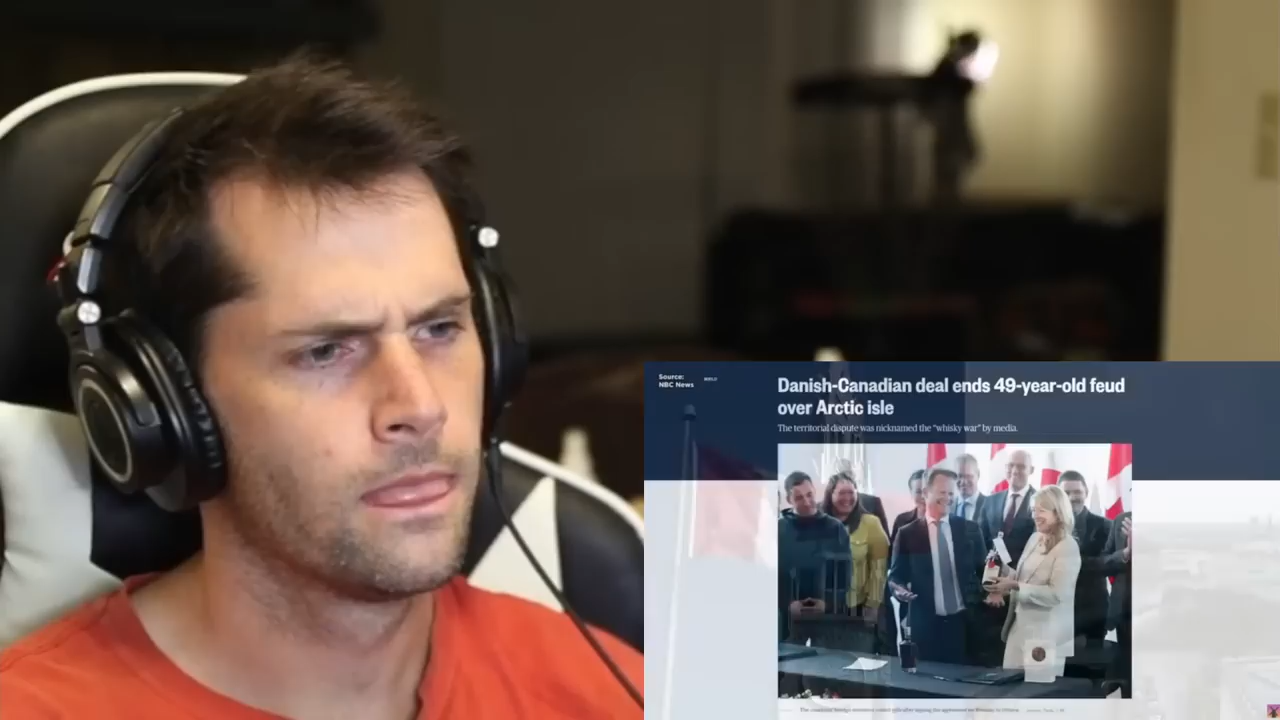 Source:
NBC News
WORLD
Danish-Canadian deal ends 49-year-old feud
over Arctic isle
The territorial dispute was nicknamed the "whisky war" by media.